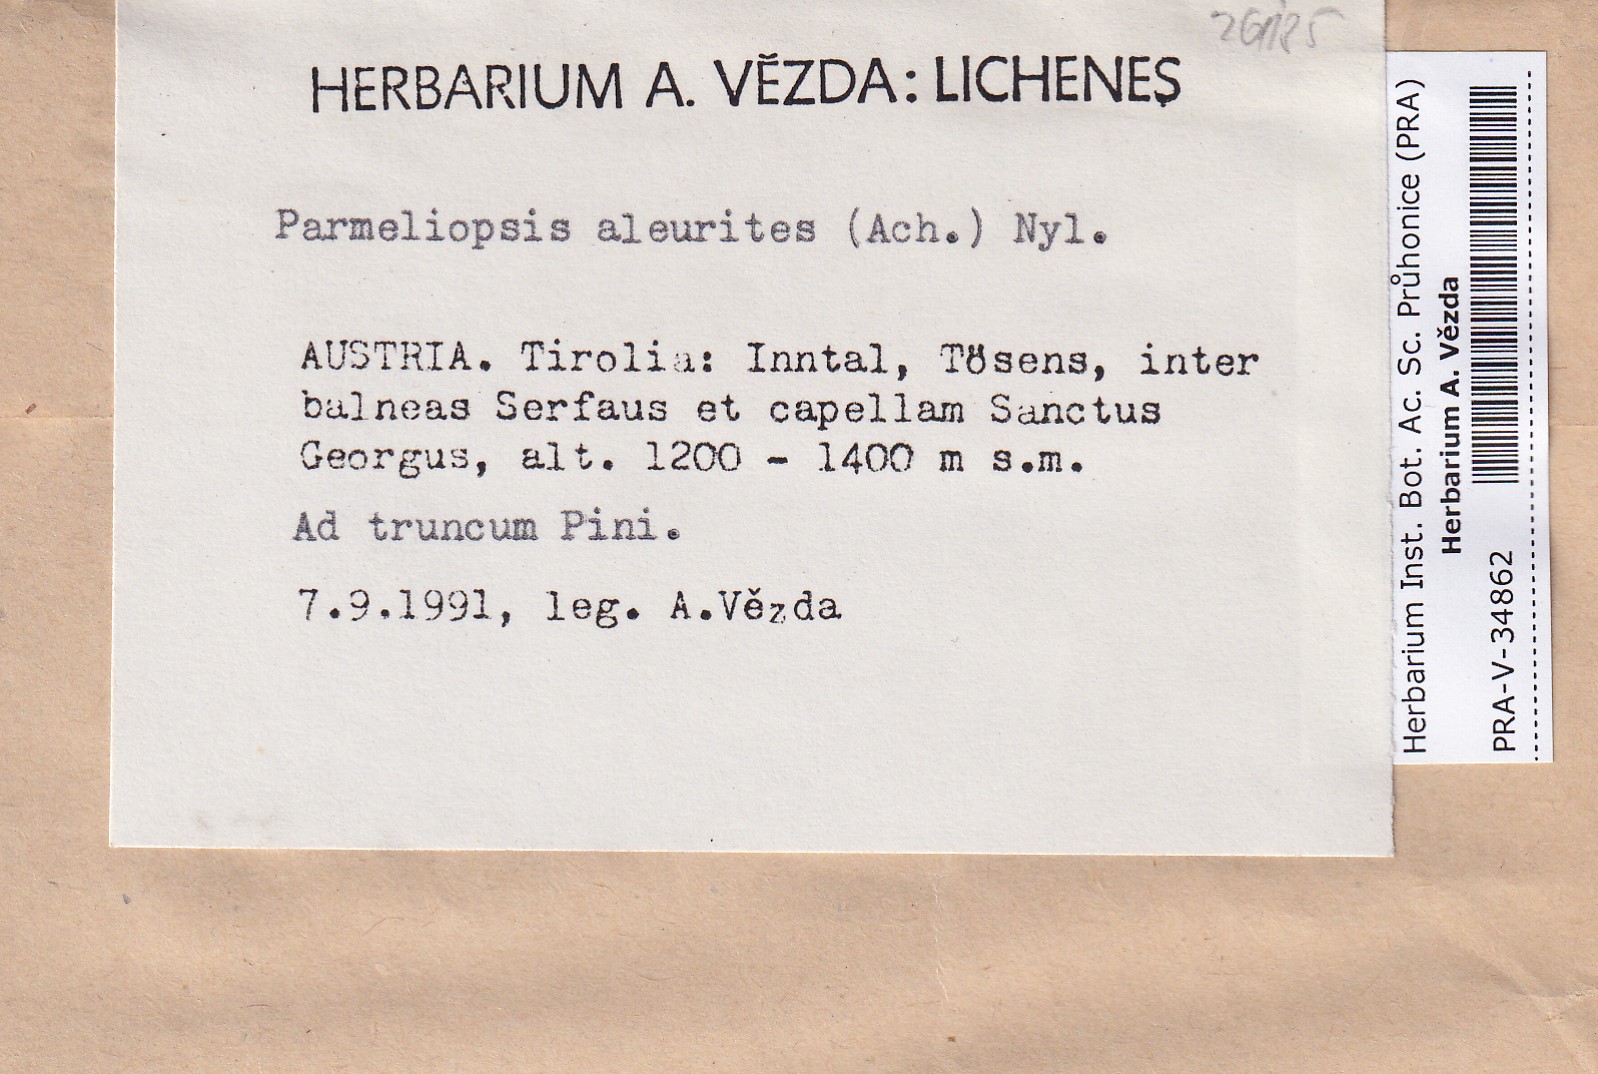 HERBARIUM A. VĚZDA: LICHENES
Parmeliopsis aleurites (Ach.) Nyl.
AUSTRIA. Tirolia: Inntal, Tösens, inter
balneas Serfaus et capellam Sanctus
Georgus, alt. 1200 - 1400 m s.m.
Ad truncum Pini.
7.9.1991, leg. A.Vězda
Herbarium Inst. Bot. Ac. Sc. Průhonice (PRA)
Herbarium A. Vězda
PRA-V-34862